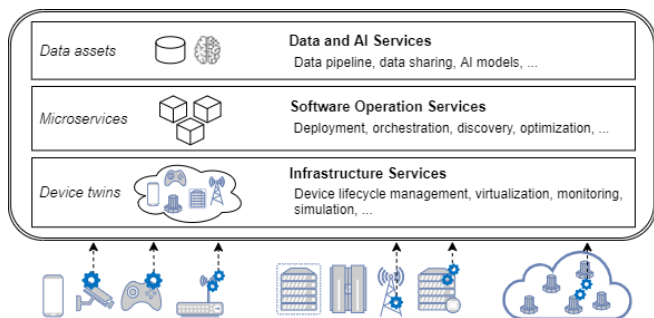 Data assets
Data and AI Services
Data pipeline, data sharing, AI models, ...
Microservices
Software Operation Services
Deployment, orchestration, discovery, optimization, ...
Device twins
Infrastructure Services
Device lifecycle management, virtualization, monitoring,
simulation, ...